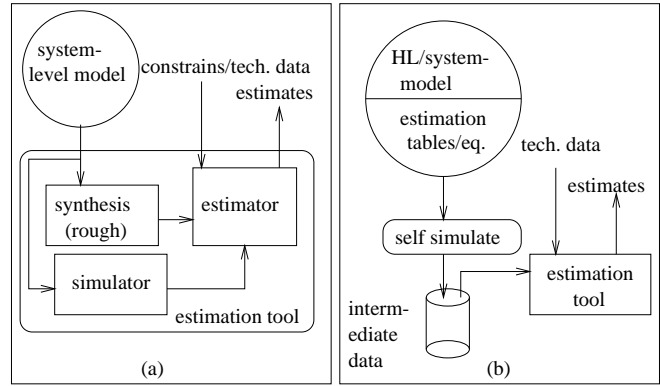 system-
level model
constrains/tech. data
estimates
synthesis
(rough)
estimator
simulator
estimation tool
(a)
HL/system-
model
estimation
tables/eq.
tech. data
estimates
self simulate
estimation
tool
interm-
ediate
data
(b)